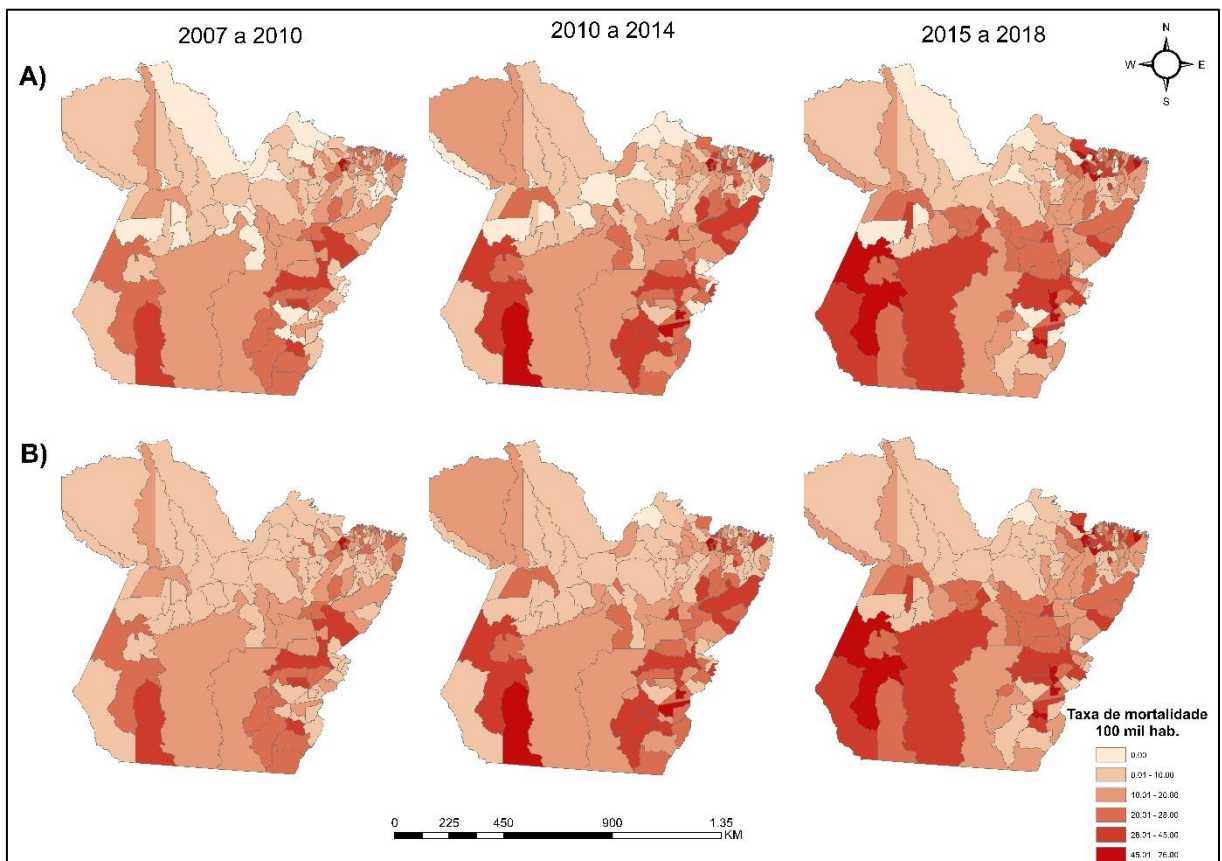 2007 a 2010
2010 a 2014
2015 a 2018
N
W
E
S
A)
B)
Taxa de mortalidade
100 mil hab.
0.00
0.01 - 10.00
10.01 - 20.00
20.01 - 28.00
28.01 - 45.00
45.01 - 76.00
0 225 450 900 1.35
KM